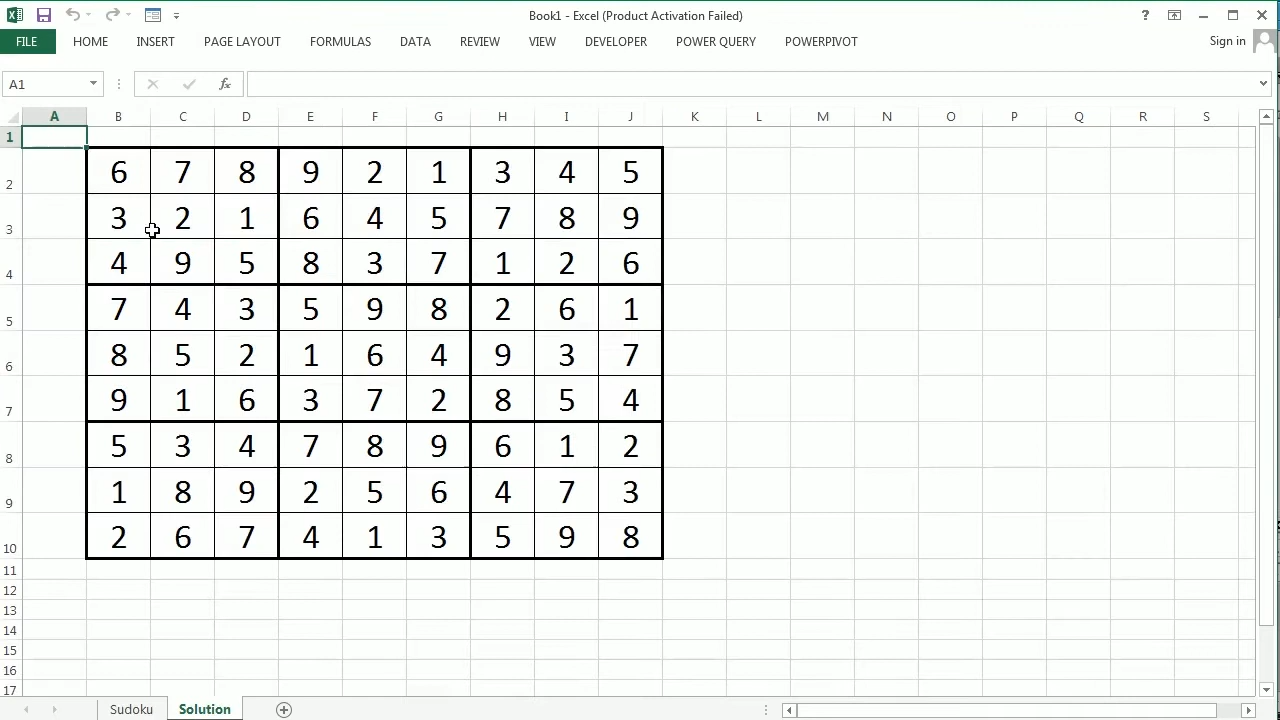 Book1 - Excel (Product Activation Failed)
?
FILE HOME INSERT PAGE LAYOUT FORMULAS DATA REVIEW VIEW DEVELOPER POWER QUERY POWERPIVOT Sign in
A1 fx
A B C D E F G H I J K L M N O P Q R S
1
2 6 7 8 9 2 1 3 4 5
3 3 2 1 6 4 5 7 8 9
4 4 9 5 8 3 7 1 2 6
5 7 4 3 5 9 8 2 6 1
6 8 5 2 1 6 4 9 3 7
7 9 1 6 3 7 2 8 5 4
8 5 3 4 7 8 9 6 1 2
9 1 8 9 2 5 6 4 7 3
10 2 6 7 4 1 3 5 9 8
11
12
13
14
15
16
17
Sudoku Solution